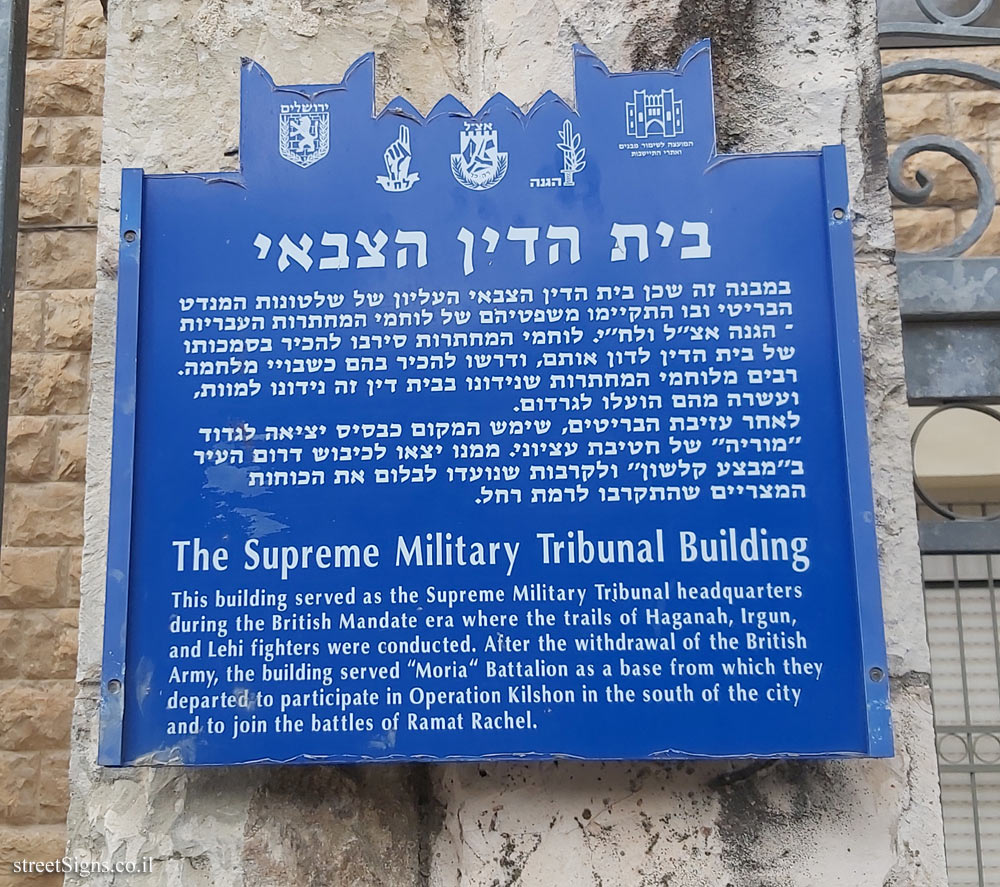 ירושלים
אצ״ל
הגנה
המועצה לשימור מבנים
ואתרי התיישבות
בית הדין הצבאי
במבנה זה שכן בית הדין הצבאי העליון של שלטונות המנדט
הבריטי ובו התקיימו משפטיהם של לוחמי המחתרות העבריות
- הגנה אצ״ל ולח״י. לוחמי המחתרות סירבו להכיר בסמכותו
של בית הדין לדון אותם, ודרשו להכיר בהם כשבויי מלחמה.
רבים מלוחמי המחתרות שנידונו בבית דין זה נידונו למוות,
ועשרה מהם הועלו לגרדום.
לאחר עזיבת הבריטים, שימש המקום כבסיס יציאה לגדוד
״מוריה״ של חטיבת עציוני. ממנו יצאו לכיבוש דרום העיר
ב״מבצע קלשון״ ולקרבות שנועדו לבלום את הכוחות
המצריים שהתקרבו לרמת רחל.
The Supreme Military Tribunal Building
This building served as the Supreme Military Tribunal headquarters
during the British Mandate era where the trails of Haganah, Irgun,
and Lehi fighters were conducted. After the withdrawal of the British
Army, the building served "Moria" Battalion as a base from which they
departed to participate in Operation Kilshon in the south of the city
and to join the battles of Ramat Rachel.
streetSigns.co.il